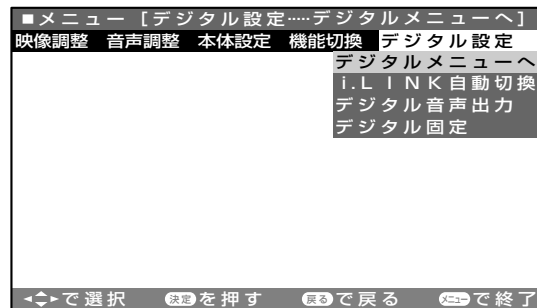 ■メニュー [デジタル設定……デジタルメニューへ]
映像調整 音声調整 本体設定 機能切換 デジタル設定
デジタルメニューへ
i.LINK自動切換
デジタル音声出力
デジタル固定
で選択 決定を押す 戻るで戻る メニューで終了